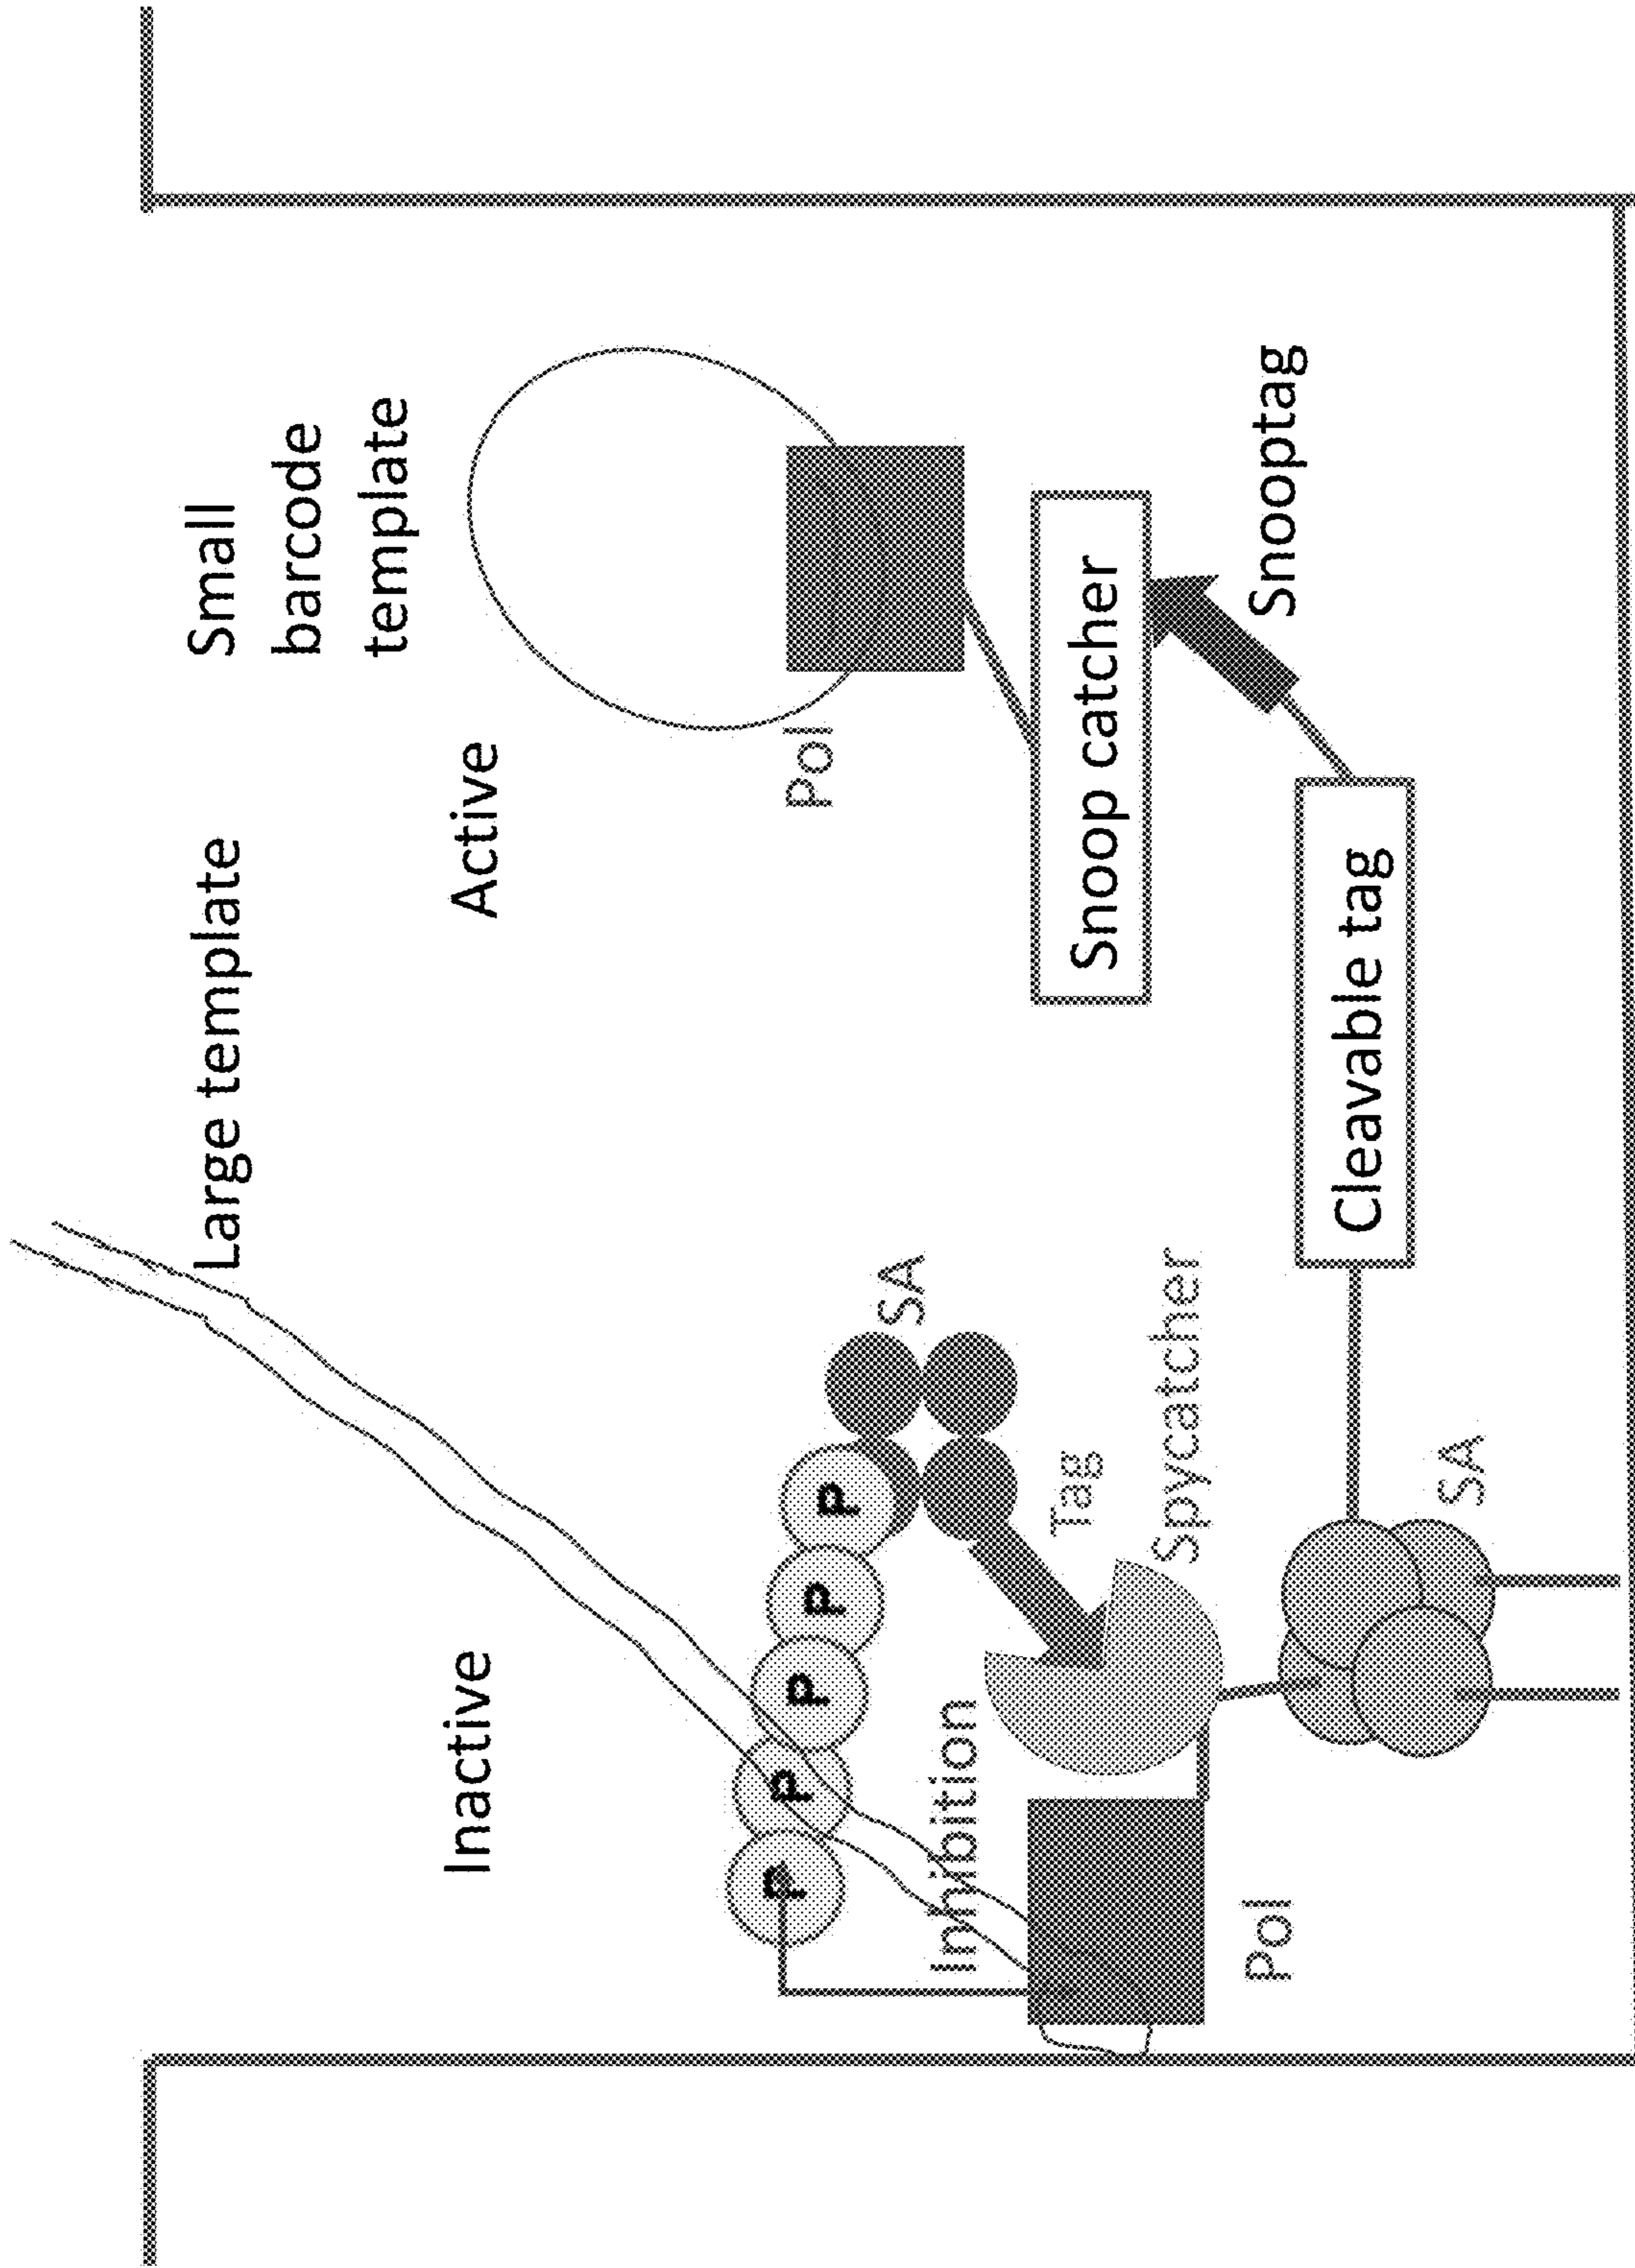 Large template
Small
barcode
template
Inactive
Active
P
P
P
P
P
SA
Pol
Inhibition
Tag
Spycatcher
Snoop catcher
Pol
Snooptag
Cleavable tag
SA